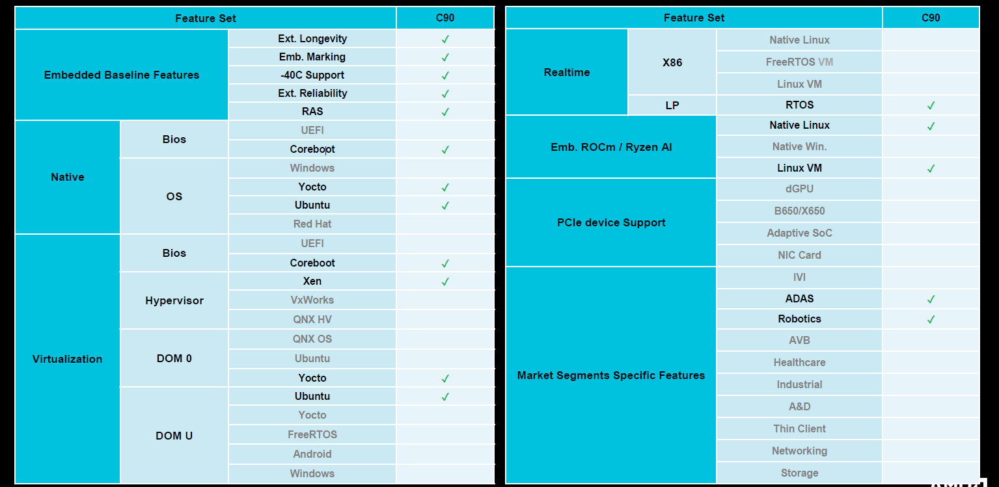 Feature Set C90
Embedded Baseline Features
Ext. Longevity ✓
Emb. Marking ✓
-40C Support ✓
Ext. Reliability ✓
RAS ✓
Native
Bios
UEFI
Coreboot ✓
OS
Windows
Yocto ✓
Ubuntu ✓
Red Hat
Virtualization
Bios
UEFI
Coreboot ✓
Hypervisor
Xen ✓
VxWorks
QNX HV
DOM 0
QNX OS
Ubuntu
Yocto ✓
DOM U
Ubuntu ✓
Yocto
FreeRTOS
Android
Windows
Feature Set C90
Realtime
X86
Native Linux
FreeRTOS VM
Linux VM
LP
RTOS ✓
Emb. ROCm / Ryzen AI
Native Linux ✓
Native Win.
Linux VM ✓
PCIe device Support
dGPU
B650/X650
Adaptive SoC
NIC Card
Market Segments Specific Features
IVI
ADAS ✓
Robotics ✓
AVB
Healthcare
Industrial
A&D
Thin Client
Networking
Storage